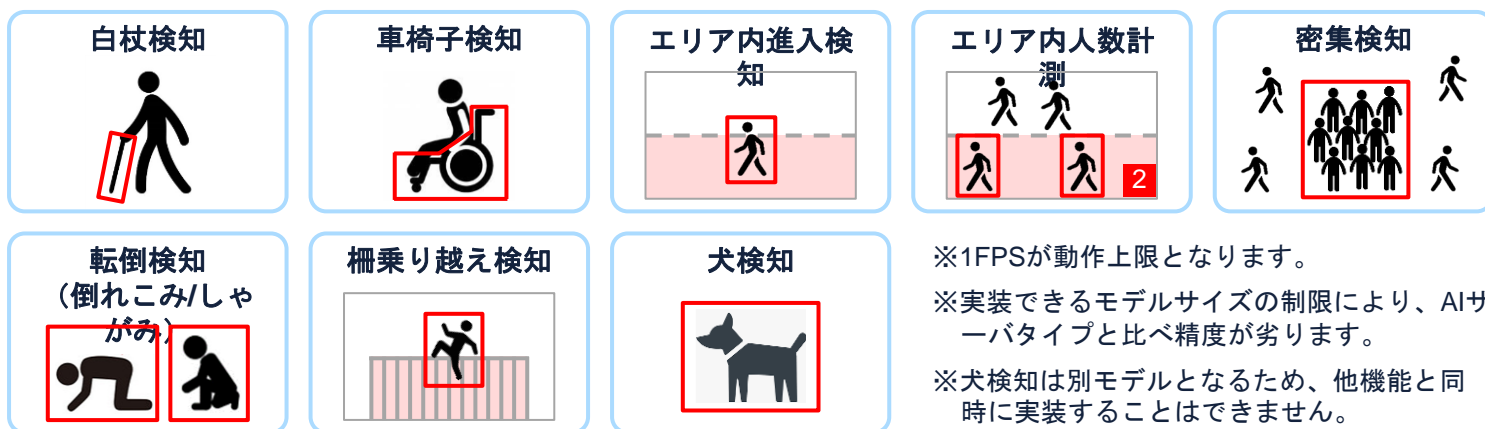 白杖検知
車椅子検知
エリア内進入検
知
エリア内人数計
測
2
密集検知
転倒検知
（倒れこみ/しゃ
がみ）
柵乗り越え検知
犬検知
※1FPSが動作上限となります。
※実装できるモデルサイズの制限により、AIサ
ーバタイプと比べ精度が劣ります。
※犬検知は別モデルとなるため、他機能と同
時に実装することはできません。